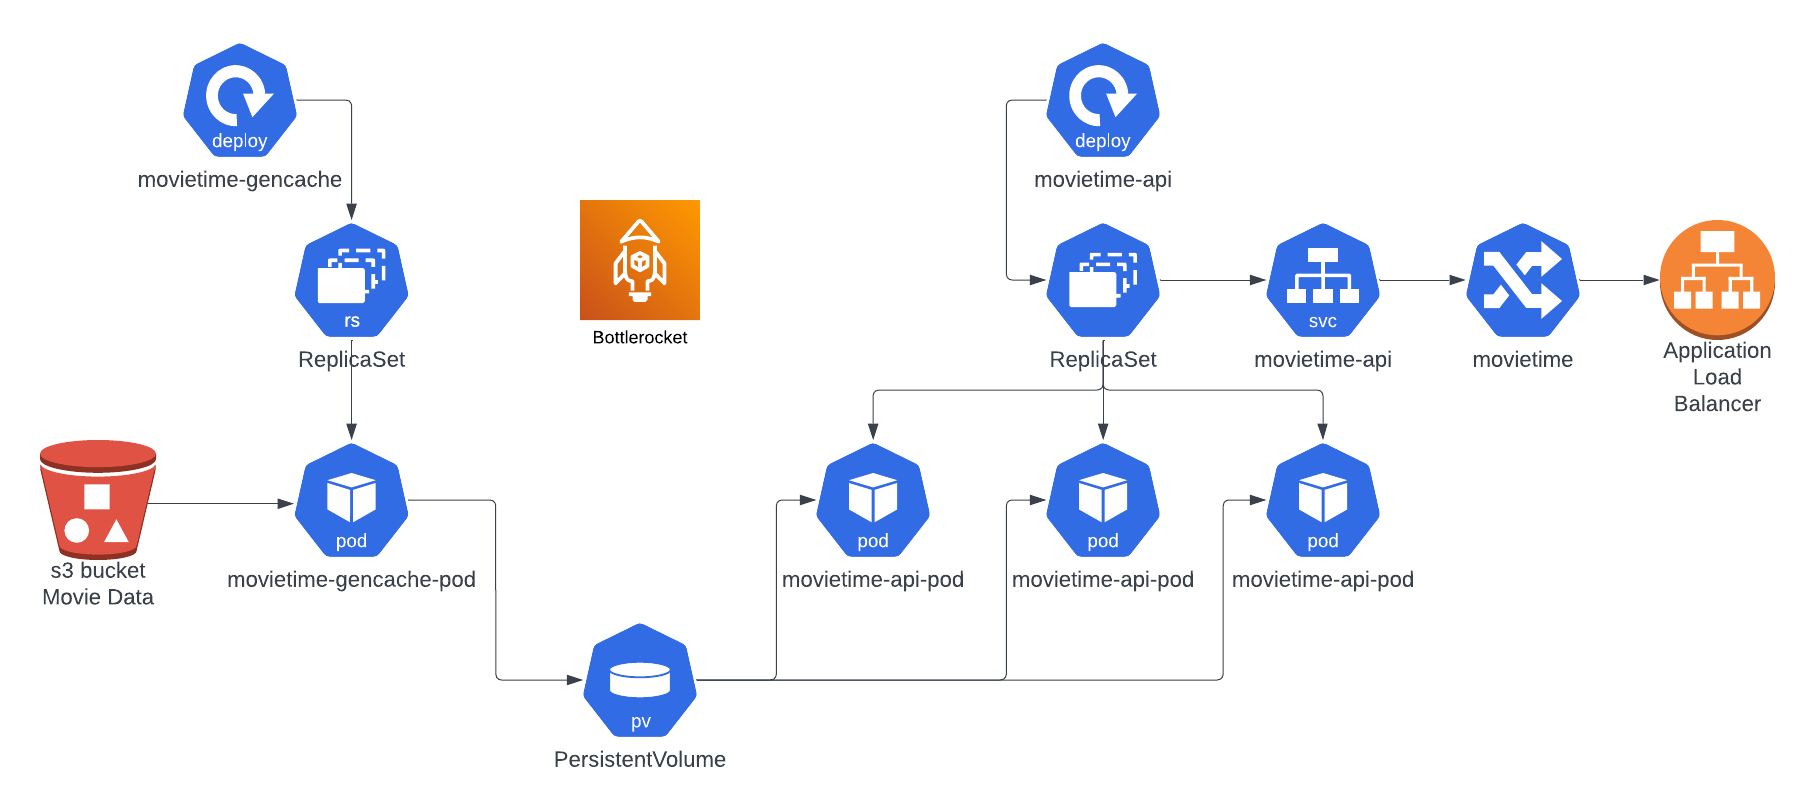 deploy
movietime-gencache
deploy
movietime-api
rs
ReplicaSet
Bottlerocket
ReplicaSet
svc
movietime-api
movietime
Application
Load
Balancer
s3 bucket
Movie Data
pod
movietime-gencache-pod
pod
movietime-api-pod
pod
movietime-api-pod
pod
movietime-api-pod
pv
PersistentVolume